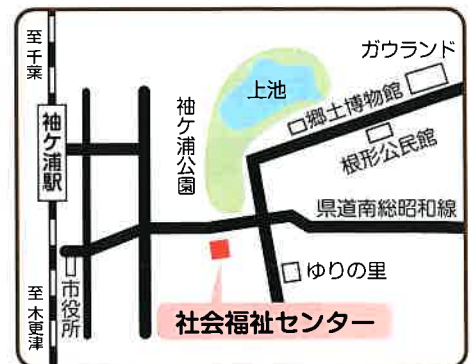 至 千葉
袖ケ浦駅
至 木更津
市役所
袖ケ浦公園
上池
ガウランド
郷土博物館
根形公民館
県道南総昭和線
ゆりの里
社会福祉センター